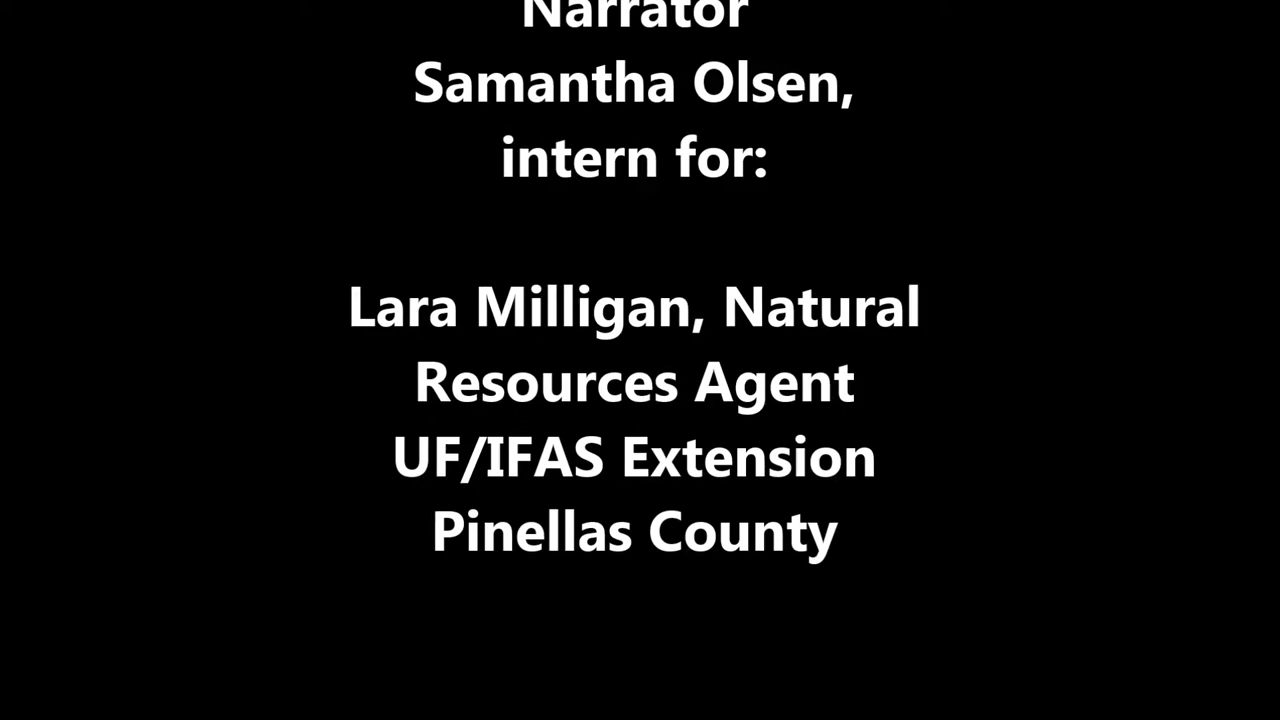 Narrator
Samantha Olsen,
intern for:
Lara Milligan, Natural
Resources Agent
UF/IFAS Extension
Pinellas County